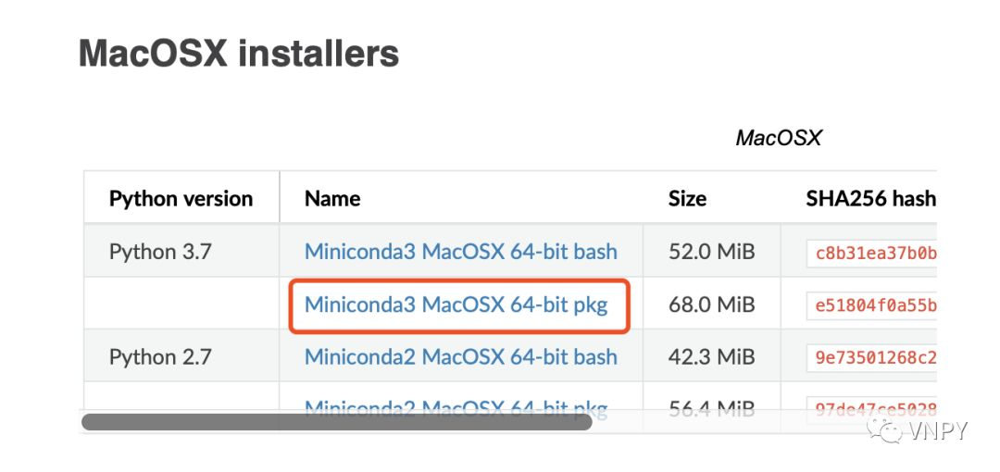 MacOSX installers
MacOSX
Python version Name Size SHA256 hash
Python 3.7 Miniconda3 MacOSX 64-bit bash 52.0 MiB c8b31ea37b0b
Miniconda3 MacOSX 64-bit pkg 68.0 MiB e51804f0a55b
Python 2.7 Miniconda2 MacOSX 64-bit bash 42.3 MiB 9e73501268c2
Miniconda2 MacOSX 64-bit pkg 56.4 MiB 97de47ce5028
VNPY